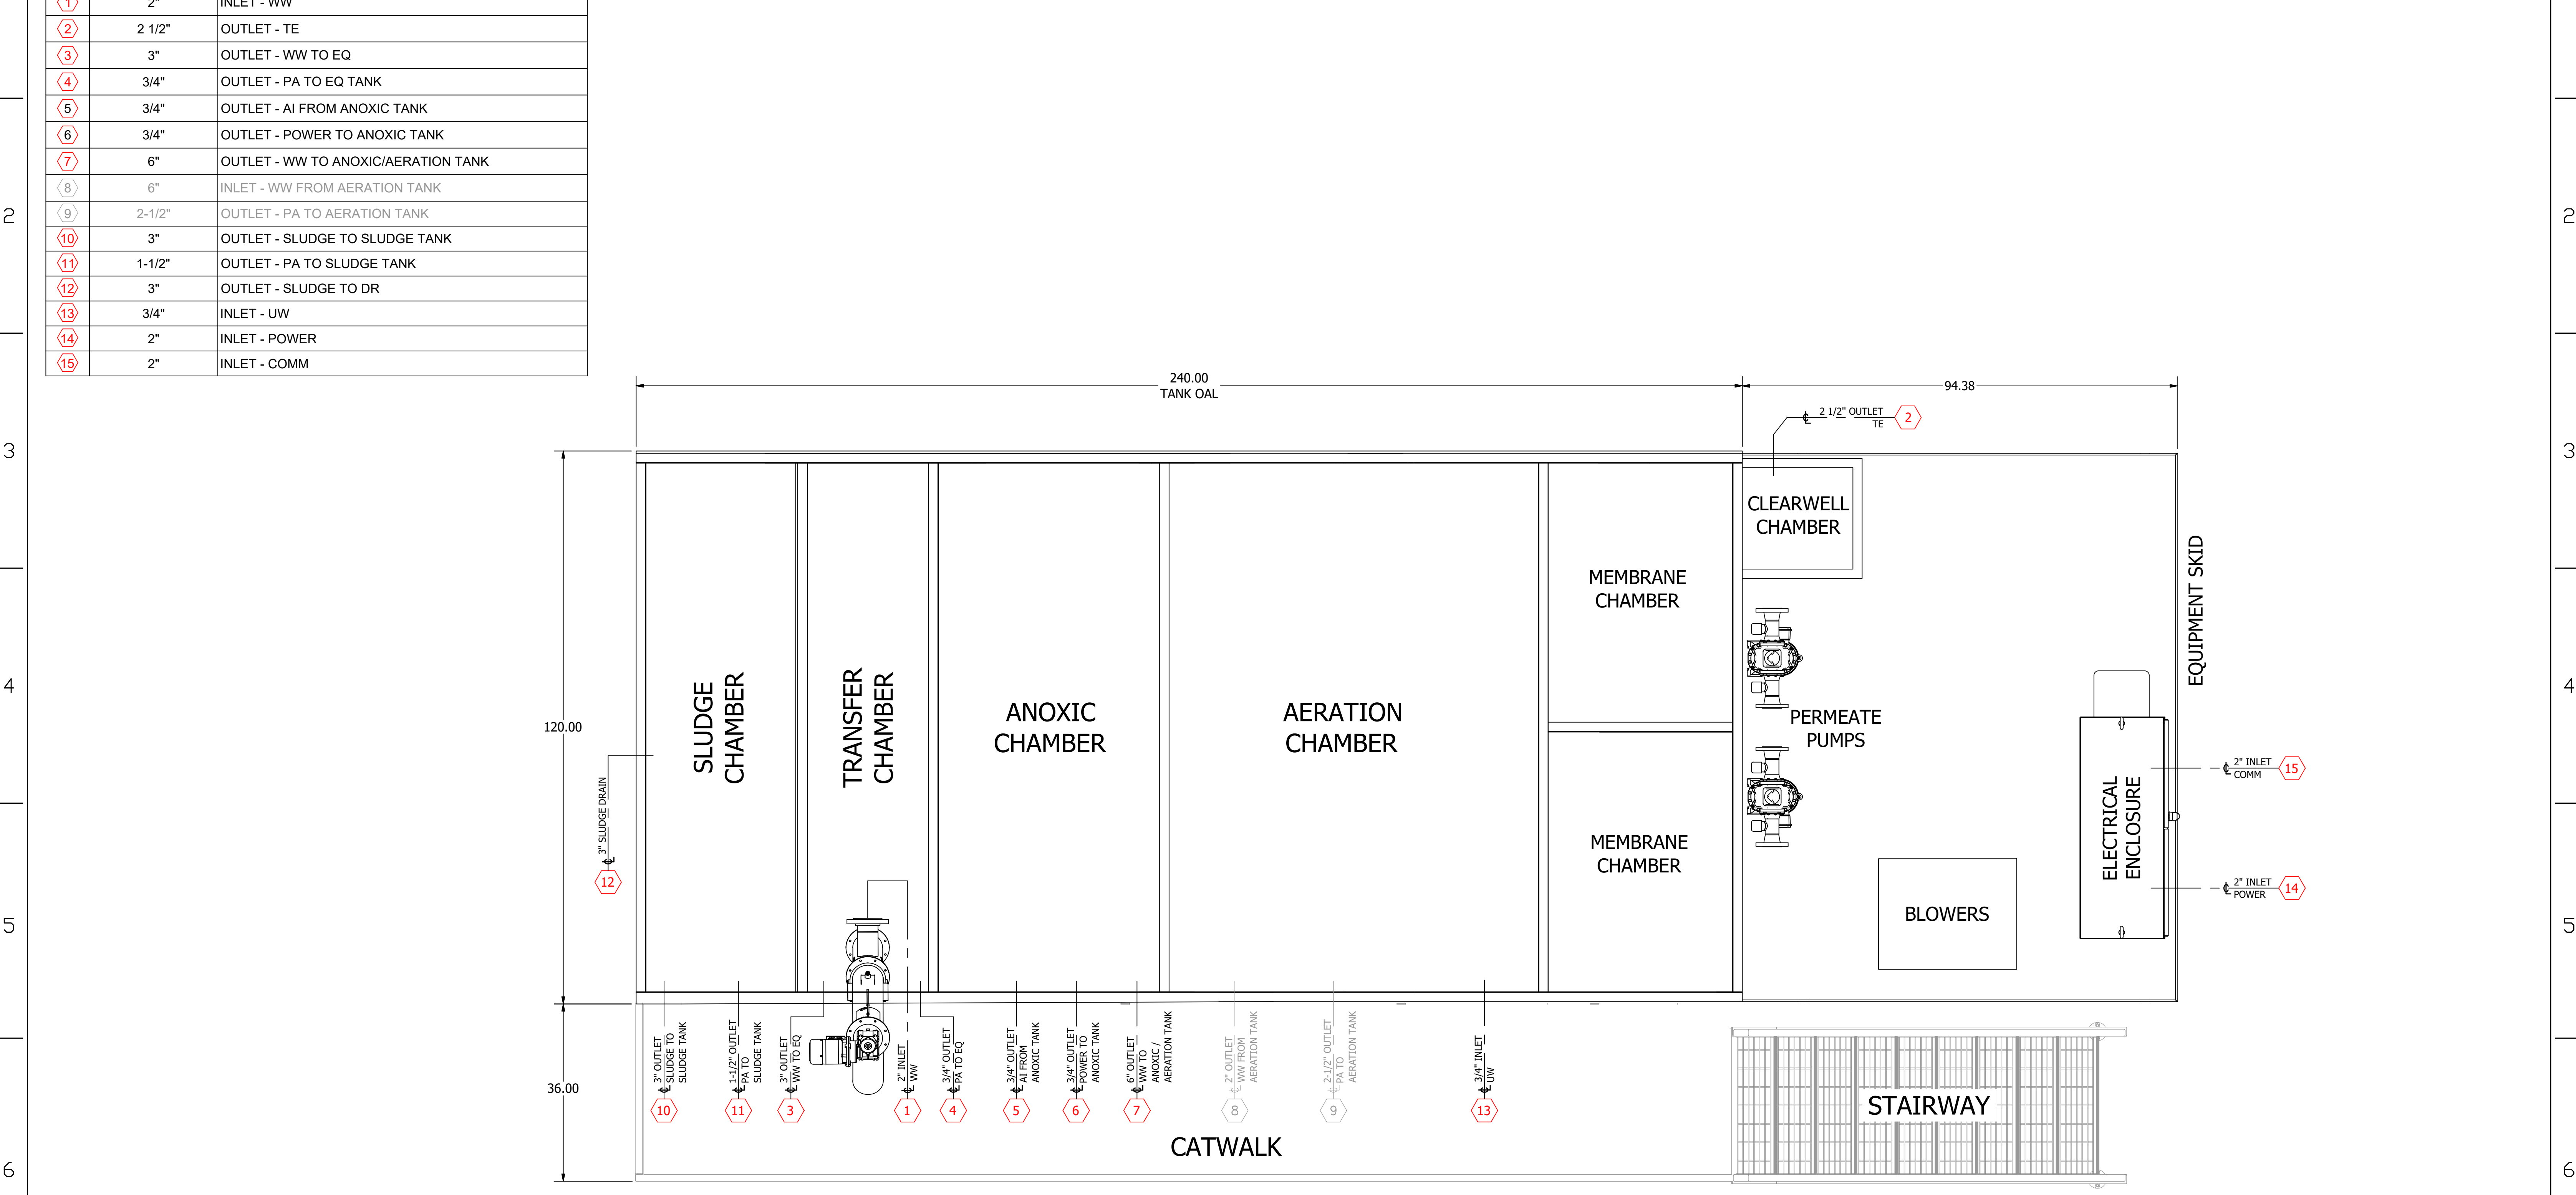 1 2" INLET - WW
2 2 1/2" OUTLET - TE
3 3" OUTLET - WW TO EQ
4 3/4" OUTLET - PA TO EQ TANK
5 3/4" OUTLET - AI FROM ANOXIC TANK
6 3/4" OUTLET - POWER TO ANOXIC TANK
7 6" OUTLET - WW TO ANOXIC/AERATION TANK
8 6" INLET - WW FROM AERATION TANK
9 2-1/2" OUTLET - PA TO AERATION TANK
10 3" OUTLET - SLUDGE TO SLUDGE TANK
11 1-1/2" OUTLET - PA TO SLUDGE TANK
12 3" OUTLET - SLUDGE TO DR
13 3/4" INLET - UW
14 2" INLET - POWER
15 2" INLET - COMM
2
3
4
5
6
2
3
4
5
6
240.00
TANK OAL
94.38
2 1/2" OUTLET
TE
2
120.00
36.00
SLUDGE
CHAMBER
TRANSFER
CHAMBER
ANOXIC
CHAMBER
AERATION
CHAMBER
MEMBRANE
CHAMBER
MEMBRANE
CHAMBER
CLEARWELL
CHAMBER
PERMEATE
PUMPS
BLOWERS
ELECTRICAL
ENCLOSURE
EQUIPMENT SKID
2" INLET
COMM
15
2" INLET
POWER
14
3" SLUDGE DRAIN
12
3" OUTLET
SLUDGE TO
SLUDGE TANK
10
1-1/2" OUTLET
PA TO
SLUDGE TANK
11
3" OUTLET
WW TO EQ
3
2" INLET
WW
1
3/4" OUTLET
PA TO EQ
4
3/4" OUTLET
AI FROM
ANOXIC TANK
5
3/4" OUTLET
POWER TO
ANOXIC TANK
6
6" OUTLET
WW TO
ANOXIC /
AERATION TANK
7
2" OUTLET
WW FROM
AERATION TANK
8
2-1/2" OUTLET
PA TO
AERATION TANK
9
3/4" INLET
UW
13
CATWALK
STAIRWAY